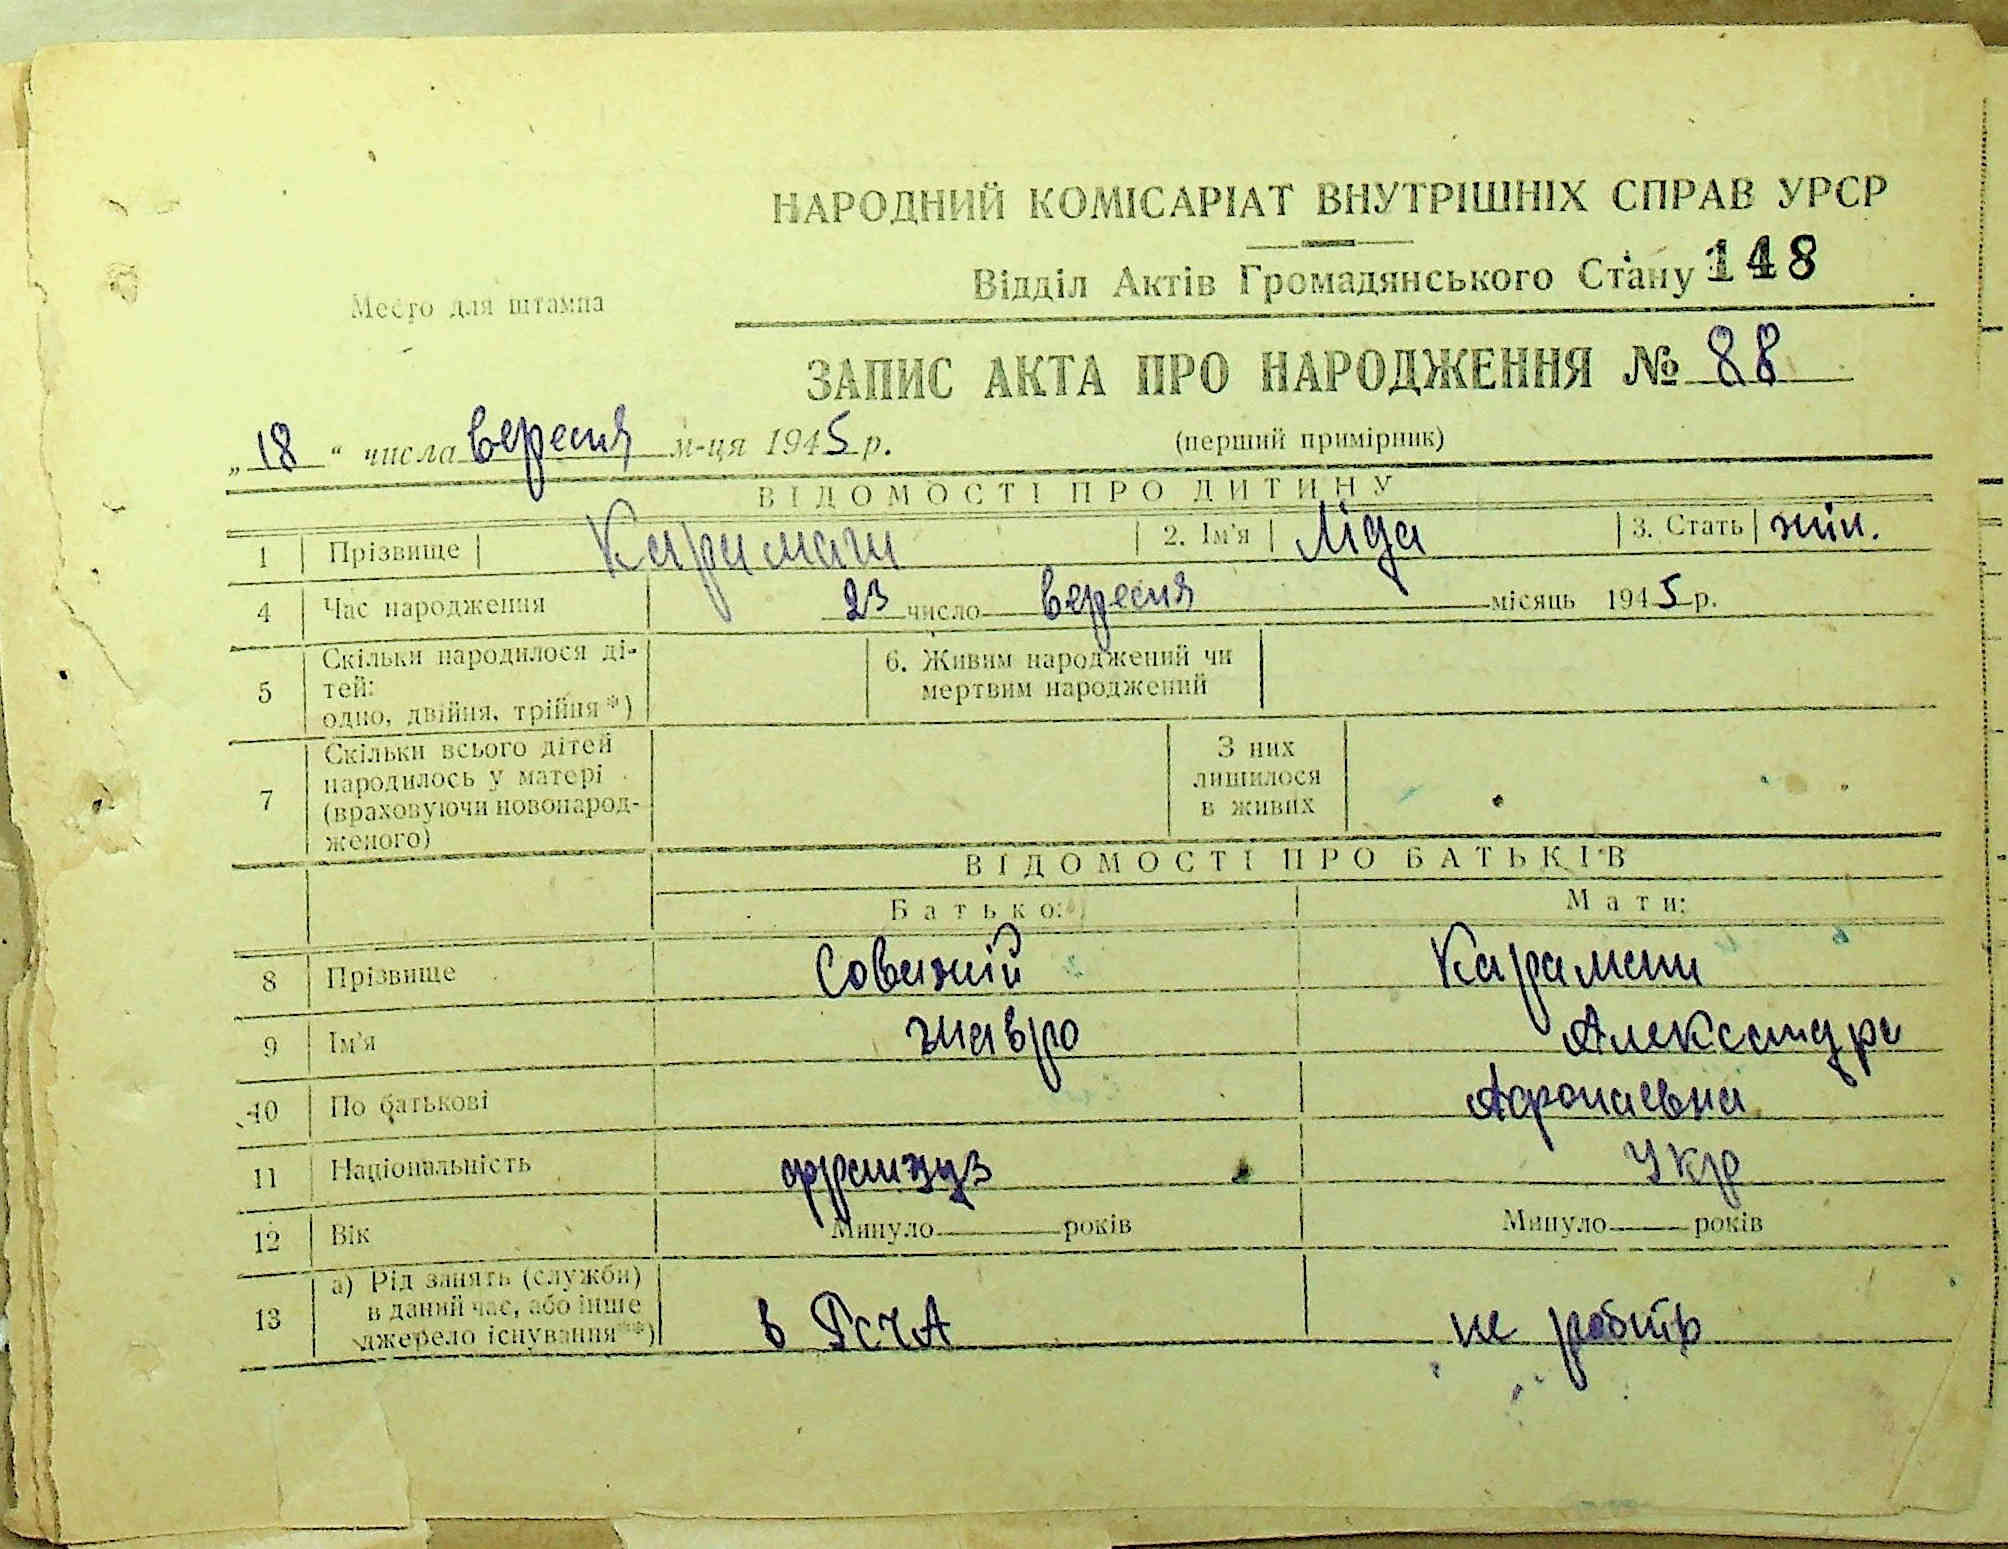 НАРОДНИЙ КОМІСАРІАТ ВНУТРІШНІХ СПРАВ УРСР
Відділ Актів Громадянського Стану 148
Место для штампа
ЗАПИС АКТА ПРО НАРОДЖЕННЯ № 88
„18“ числа вересня м-ця 1945 р. (перший примірник)
ВІДОМОСТІ ПРО ДИТИНУ
1 Прізвище Караман 2. Ім'я Ліда 3. Стать жін.
4 Час народження 23 число вересня місяць 1945 р.
5 Скільки народилося дітей: одно, двійня, трійня*) 6. Живим народжений чи мертвим народжений
7 Скільки всього дітей народилось у матері (враховуючи новонародженого) З них лишилося в живих
ВІДОМОСТІ ПРО БАТЬКІВ
Батько: Мати:
8 Прізвище Караман
9 Ім'я Александра
10 По батькові
11 Національність француз Укр
12 Вік Минуло років Минуло років
13 а) Рід занять (служби) в даний час, або інше джерело існування**) в не робить